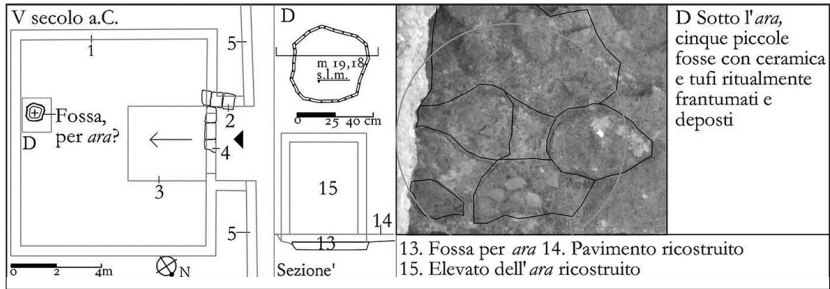 V secolo a.C.
1
5
Fossa,
per ara?
D
2
4
3
5
0 2 4m
N
D
m 19,18
s.l.m.
0 25 40 cm
15
14
13
Sezione'
D Sotto l'ara,
cinque piccole
fosse con ceramica
e tufi ritualmente
frantumati e
deposti
13. Fossa per ara 14. Pavimento ricostruito
15. Elevato dell'ara ricostruito